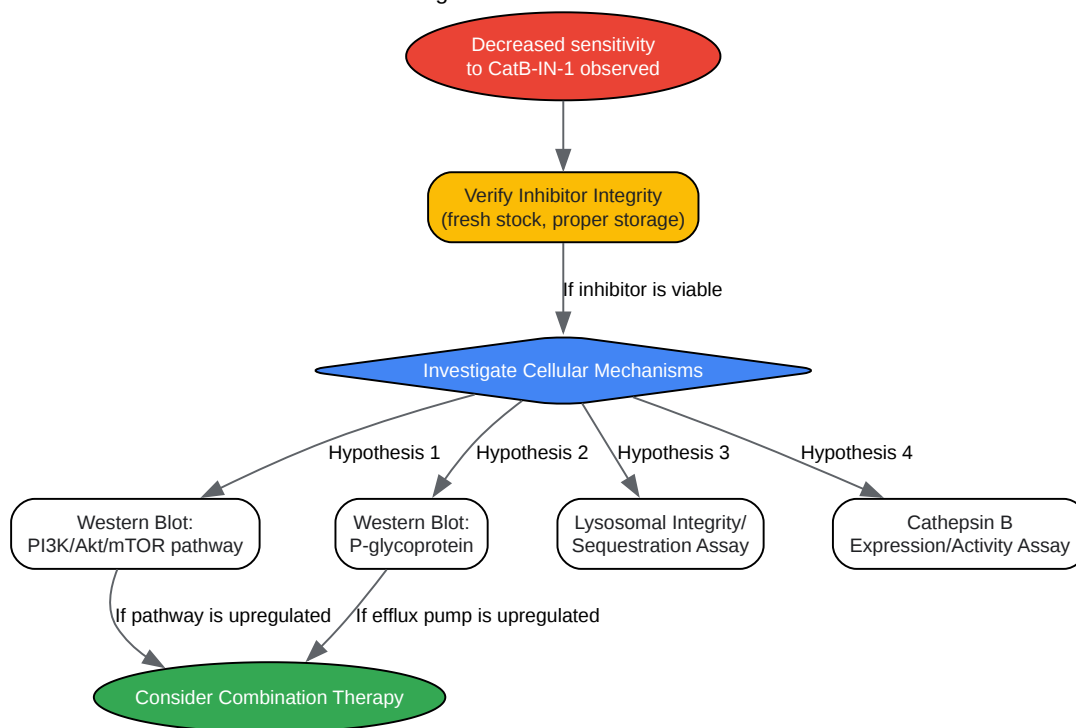 Decreased sensitivity
to CatB-IN-1 observed
Verify Inhibitor Integrity
(fresh stock, proper storage)
If inhibitor is viable
Investigate Cellular Mechanisms
Hypothesis 1
Hypothesis 2
Hypothesis 3
Hypothesis 4
Western Blot:
PI3K/Akt/mTOR pathway
Western Blot:
P-glycoprotein
Lysosomal Integrity/
Sequestration Assay
Cathepsin B
Expression/Activity Assay
If pathway is upregulated
If efflux pump is upregulated
Consider Combination Therapy